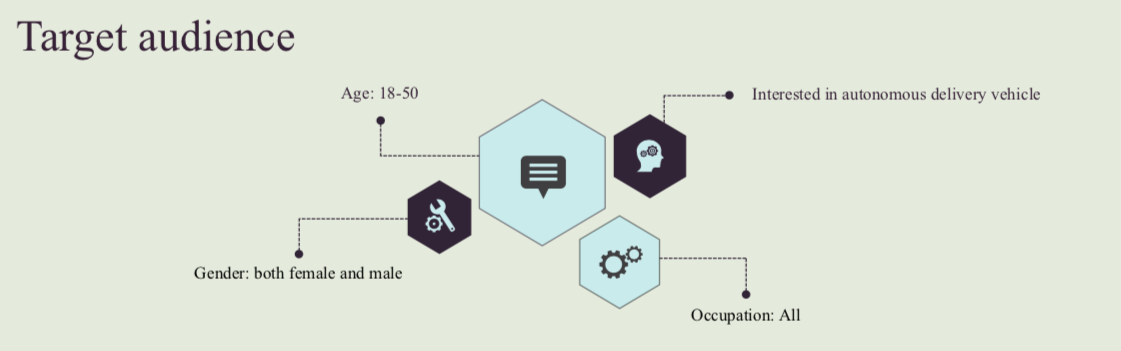 Target audience
Age: 18-50
Interested in autonomous delivery vehicle
Gender: both female and male
Occupation: All